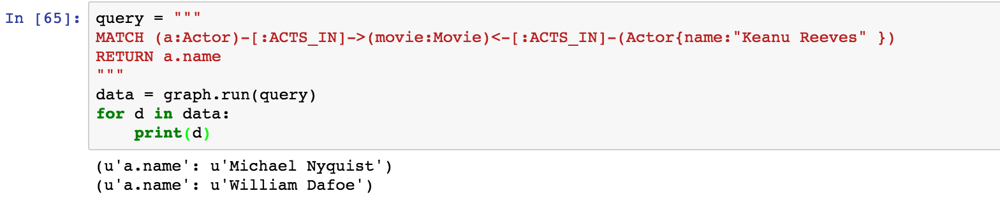 In [65]: query = """
MATCH (a:Actor)-[:ACTS_IN]->(movie:Movie)<-[:ACTS_IN]-(Actor{name:"Keanu Reeves" })
RETURN a.name
"""
data = graph.run(query)
for d in data:
    print(d)
(u'a.name': u'Michael Nyquist')
(u'a.name': u'William Dafoe')